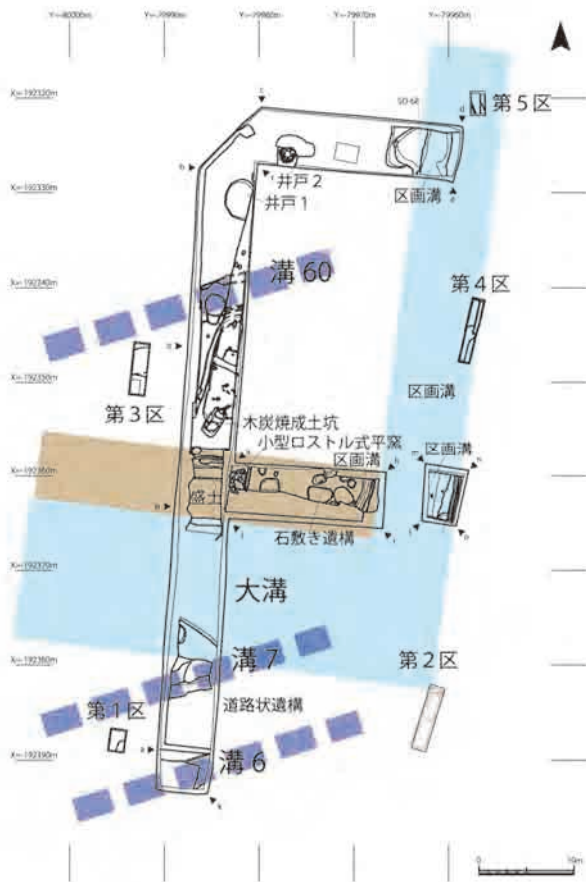 Y=-80000m
Y=-79990m
Y=-79980m
Y=-79970m
Y=-79960m
X=-192320m
第5区
SD-68
井戸2
井戸1
X=-192330m
区画溝
溝60
X=-192340m
第4区
X=-192350m
第3区
区画溝
木炭焼成土坑
小型ロストル式平窯
区画溝
区画溝
X=-192360m
盛土
石敷き遺構
X=-192370m
大溝
溝7
X=-192380m
第2区
道路状遺構
第1区
X=-192390m
溝6
0
10m